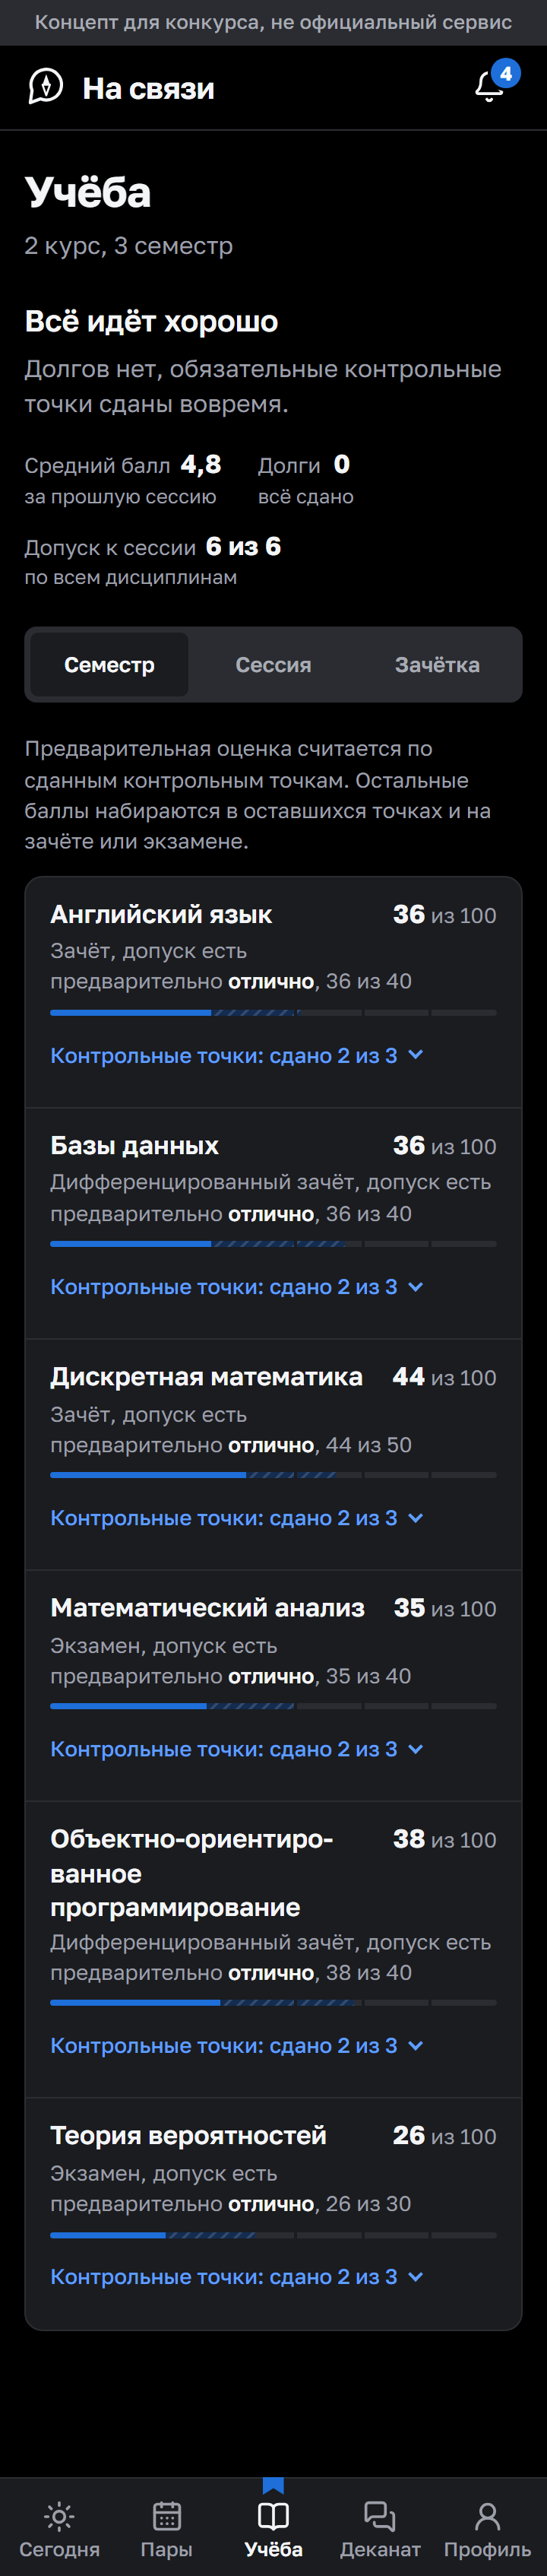 Концепт для конкурса, не официальный сервис
На связи
4
Учёба
2 курс, 3 семестр
Всё идёт хорошо
Долгов нет, обязательные контрольные
точки сданы вовремя.
Средний балл 4,8 Долги 0
за прошлую сессию всё сдано
Допуск к сессии 6 из 6
по всем дисциплинам
Семестр Сессия Зачётка
Предварительная оценка считается по
сданным контрольным точкам. Остальные
баллы набираются в оставшихся точках и на
зачёте или экзамене.
Английский язык 36 из 100
Зачёт, допуск есть
предварительно отлично, 36 из 40
Контрольные точки: сдано 2 из 3
Базы данных 36 из 100
Дифференцированный зачёт, допуск есть
предварительно отлично, 36 из 40
Контрольные точки: сдано 2 из 3
Дискретная математика 44 из 100
Зачёт, допуск есть
предварительно отлично, 44 из 50
Контрольные точки: сдано 2 из 3
Математический анализ 35 из 100
Экзамен, допуск есть
предварительно отлично, 35 из 40
Контрольные точки: сдано 2 из 3
Объектно-ориентиро- 38 из 100
ванное
программирование
Дифференцированный зачёт, допуск есть
предварительно отлично, 38 из 40
Контрольные точки: сдано 2 из 3
Теория вероятностей 26 из 100
Экзамен, допуск есть
предварительно отлично, 26 из 30
Контрольные точки: сдано 2 из 3
Сегодня Пары Учёба Деканат Профиль